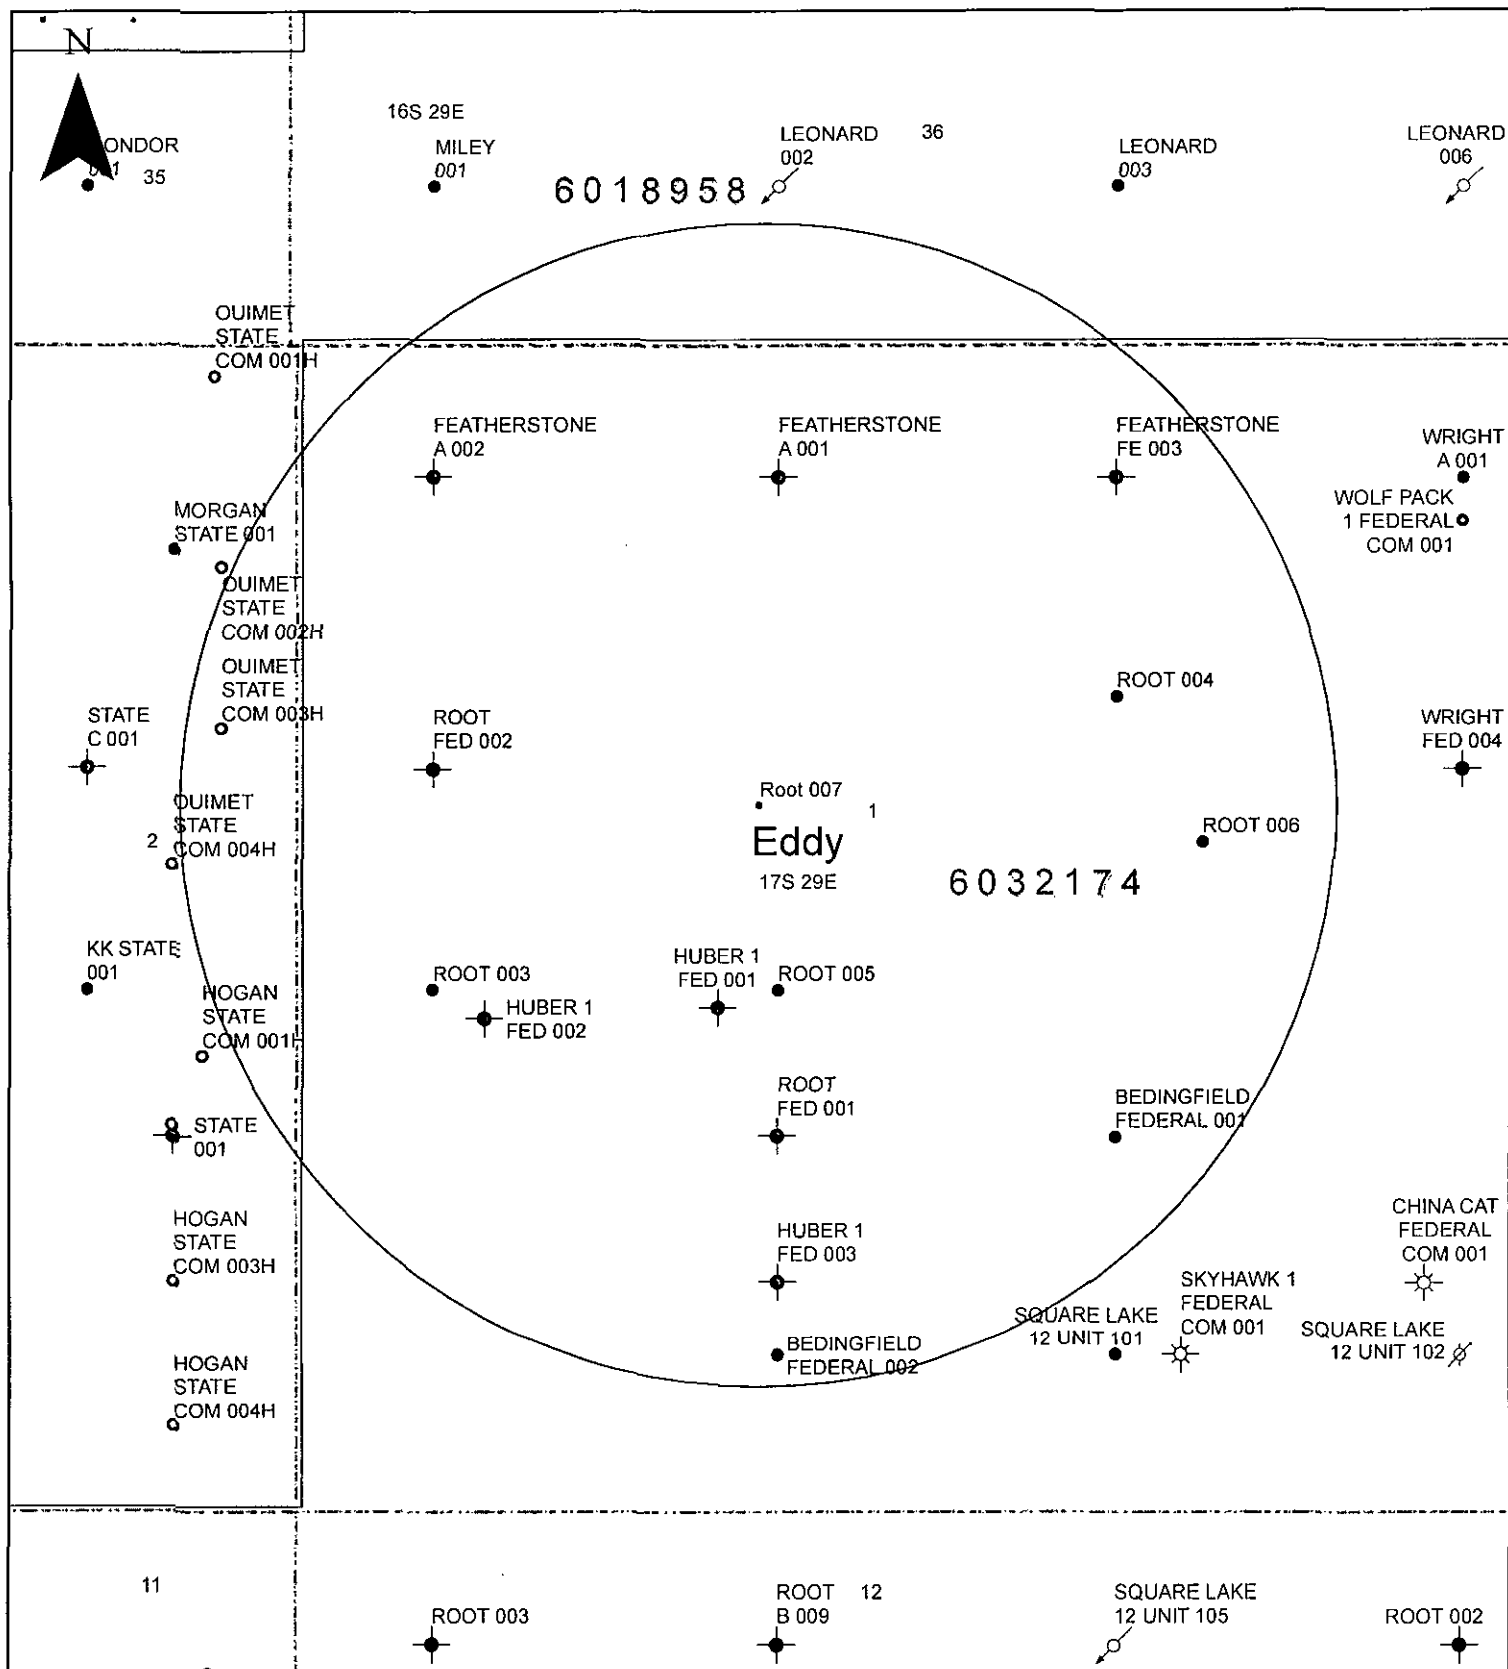 N
16S 29E
ONDOR
001
35
MILEY
001
6018958
LEONARD
002
36
LEONARD
003
LEONARD
006
OUIMET
STATE
COM 001H
FEATHERSTONE
A 002
FEATHERSTONE
A 001
FEATHERSTONE
FE 003
WRIGHT
A 001
WOLF PACK
1 FEDERAL
COM 001
MORGAN
STATE 001
OUIMET
STATE
COM 002H
OUIMET
STATE
COM 003H
STATE
C 001
ROOT
FED 002
ROOT 004
WRIGHT
FED 004
Root 007
1
Eddy
17S 29E
ROOT 006
6032174
OUIMET
STATE
COM 004H
2
KK STATE
001
HOGAN
STATE
COM 001H
ROOT 003
HUBER 1
FED 002
HUBER 1
FED 001
ROOT 005
STATE
001
ROOT
FED 001
BEDINGFIELD
FEDERAL 001
HOGAN
STATE
COM 003H
HUBER 1
FED 003
CHINA CAT
FEDERAL
COM 001
SKYHAWK 1
FEDERAL
COM 001
SQUARE LAKE
12 UNIT 101
SQUARE LAKE
12 UNIT 102
BEDINGFIELD
FEDERAL 002
HOGAN
STATE
COM 004H
11
ROOT 003
ROOT
B 009
12
SQUARE LAKE
12 UNIT 105
ROOT 002